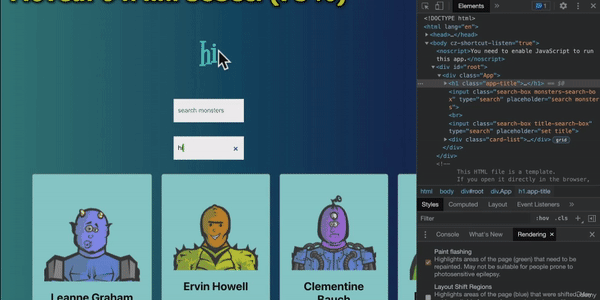 hi
search monsters
hi ×
Leanne Graham
Ervin Howell
Clementine
Bauch
Elements
1
<!DOCTYPE html>
<html lang="en">
<head>…</head>
<body cz-shortcut-listen="true">
<noscript>You need to enable JavaScript to run
this app.</noscript>
<div id="root">
<div class="App">
<h1 class="app-title">…</h1> == $0
<input class="search-box monsters-search-bo
x" type="search" placeholder="search monster
s">
<br>
<input class="search-box title-search-box"
type="search" placeholder="set title">
<div class="card-list">…</div> grid
</div>
</div>
<!--
This HTML file is a template.
If you open it directly in the browser,
html body div#root div.App h1.app-title
Styles Computed Layout Event Listeners
Filter :hov .cls
Console What's New Rendering ×
Paint flashing
Highlights areas of the page (green) that need to be
repainted. May not be suitable for people prone to
photosensitive epilepsy.
Layout Shift Regions
Highlights areas of the page (blue) that were shifted.
Udemy